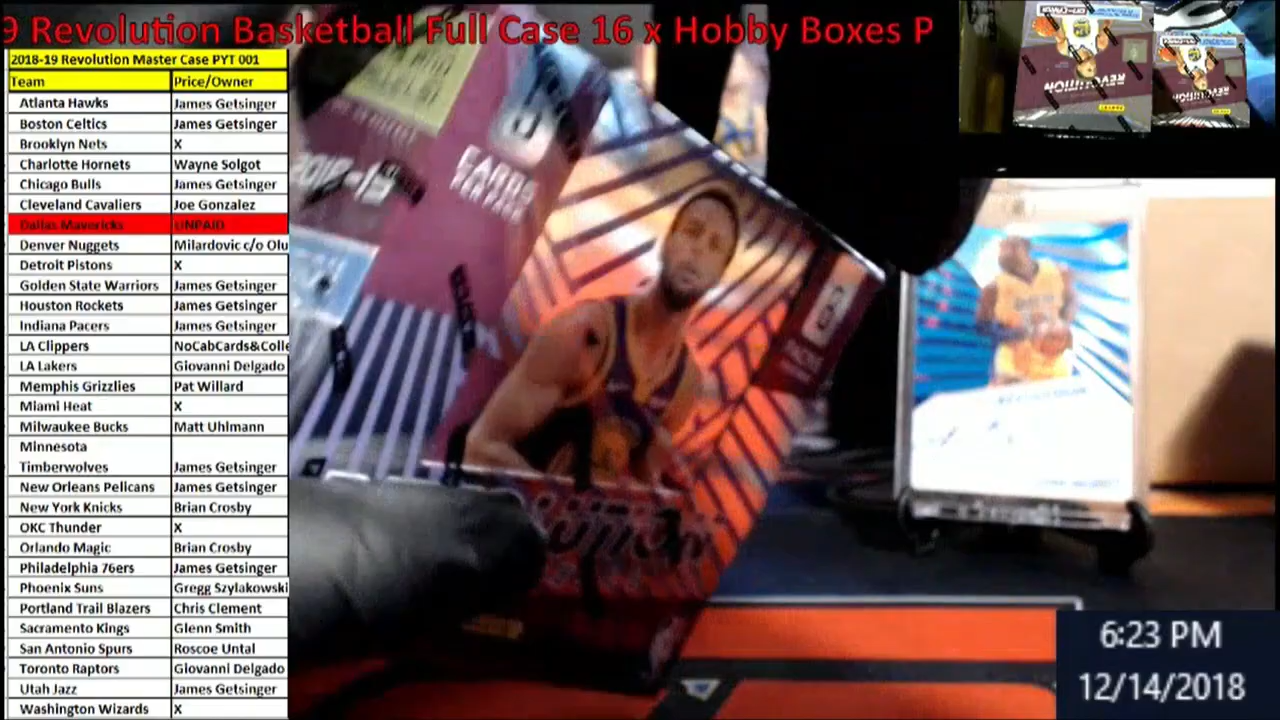 9 Revolution Basketball Full Case 16 x Hobby Boxes P
2018-19 Revolution Master Case PYT 001
Team Price/Owner
Atlanta Hawks James Getsinger
Boston Celtics James Getsinger
Brooklyn Nets X
Charlotte Hornets Wayne Solgot
Chicago Bulls James Getsinger
Cleveland Cavaliers Joe Gonzalez
Dallas Mavericks UNPAID
Denver Nuggets Milardovic c/o Olu
Detroit Pistons X
Golden State Warriors James Getsinger
Houston Rockets James Getsinger
Indiana Pacers James Getsinger
LA Clippers NoCabCards&Colle
LA Lakers Giovanni Delgado
Memphis Grizzlies Pat Willard
Miami Heat X
Milwaukee Bucks Matt Uhlmann
Minnesota
Timberwolves James Getsinger
New Orleans Pelicans James Getsinger
New York Knicks Brian Crosby
OKC Thunder X
Orlando Magic Brian Crosby
Philadelphia 76ers James Getsinger
Phoenix Suns Gregg Szylakowski
Portland Trail Blazers Chris Clement
Sacramento Kings Glenn Smith
San Antonio Spurs Roscoe Untal
Toronto Raptors Giovanni Delgado
Utah Jazz James Getsinger
Washington Wizards X
2018-19
CARDS
REVOLUTION
6:23 PM
12/14/2018